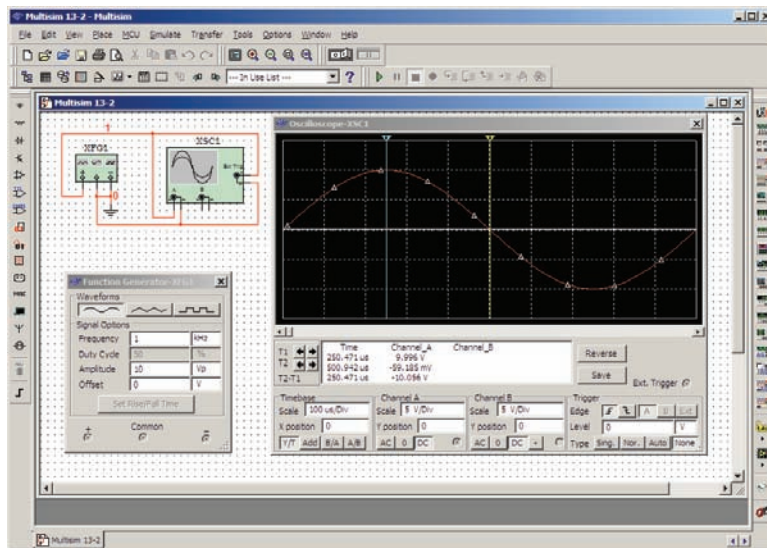 Multisim 13-2 - Multisim
File Edit View Place MCU Simulate Transfer Tools Options Window Help
--- In Use List ---
?
Multisim 13-2
1
XFG1
XSC1
Ext Trig
A
B
0
Oscilloscope-XSC1
Function Generator-XFG1
Waveforms
Signal Options
Frequency 1 kHz
Duty Cycle 50 %
Amplitude 10 Vp
Offset 0 V
Set Rise/Fall Time
+ Common -
Time Channel_A Channel_B
T1 250.471 us 9.996 V
T2 500.942 us -59.185 mV
T2-T1 250.471 us -10.056 V
Reverse
Save
Ext. Trigger
Timebase
Scale 100 us/Div
X position 0
Y/T Add B/A A/B
Channel A
Scale 5 V/Div
Y position 0
AC 0 DC
Channel B
Scale 5 V/Div
Y position 0
AC 0 DC -
Trigger
Edge A B Ext
Level 0 V
Type Sing. Nor. Auto None
Multisim 13-2